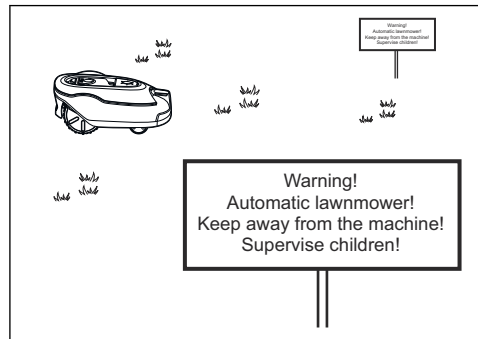 Warning!
Automatic lawnmower!
Keep away from the machine!
Supervise children!
Warning!
Automatic lawnmower!
Keep away from the machine!
Supervise children!